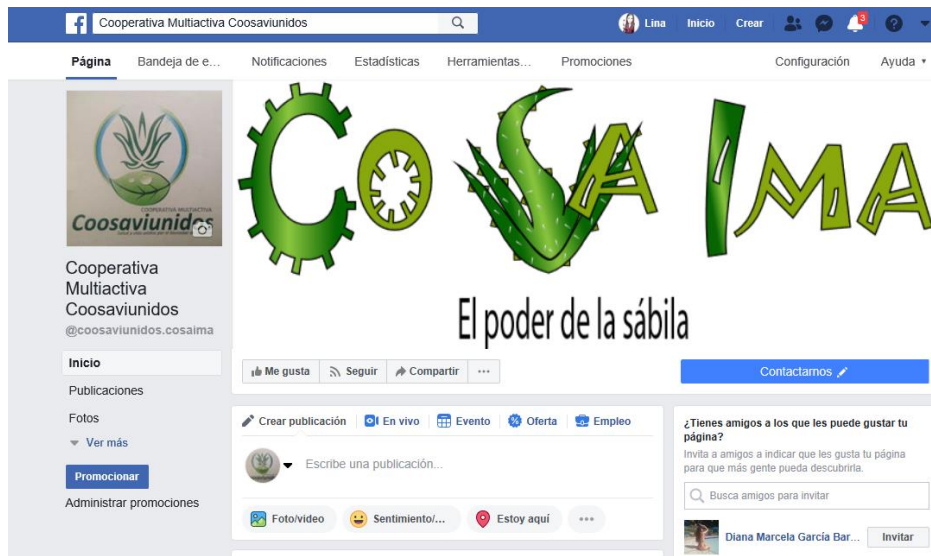 Cooperativa Multiactiva Coosaviunidos
Lina Inicio Crear 3 ?
Página Bandeja de e... Notificaciones Estadísticas Herramientas... Promociones Configuración Ayuda
COOPERATIVA MULTIACTIVA
Coosaviunidos
COSAIMA
El poder de la sábila
Cooperativa
Multiactiva
Coosaviunidos
@coosaviunidos.cosaima
Inicio
Publicaciones
Fotos
Ver más
Promocionar
Administrar promociones
Me gusta Seguir Compartir ... Contactarnos
Crear publicación En vivo Evento Oferta Empleo
Escribe una publicación...
Foto/video Sentimiento/... Estoy aquí ...
¿Tienes amigos a los que les puede gustar tu
página?
Invita a amigos a indicar que les gusta tu página
para que más gente pueda descubrirla.
Busca amigos para invitar
Diana Marcela García Bar... Invitar